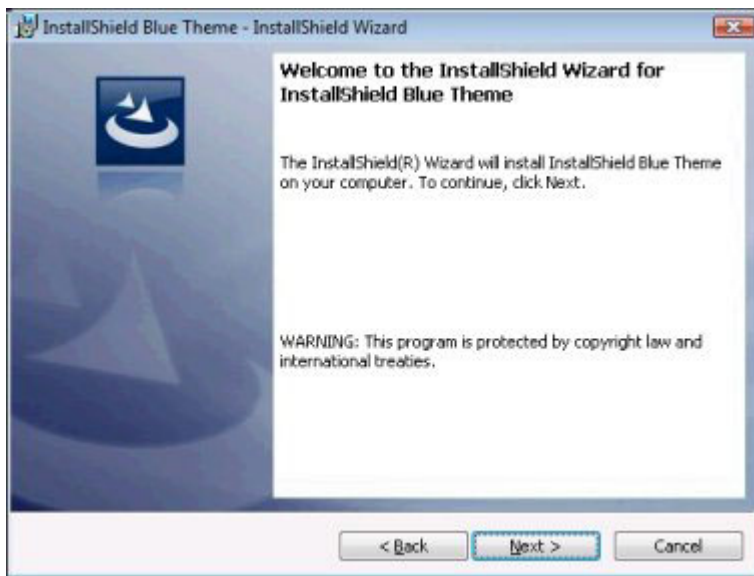 InstallShield Blue Theme - InstallShield Wizard
Welcome to the InstallShield Wizard for
InstallShield Blue Theme
The InstallShield(R) Wizard will install InstallShield Blue Theme
on your computer. To continue, click Next.
WARNING: This program is protected by copyright law and
international treaties.
< Back
Next >
Cancel